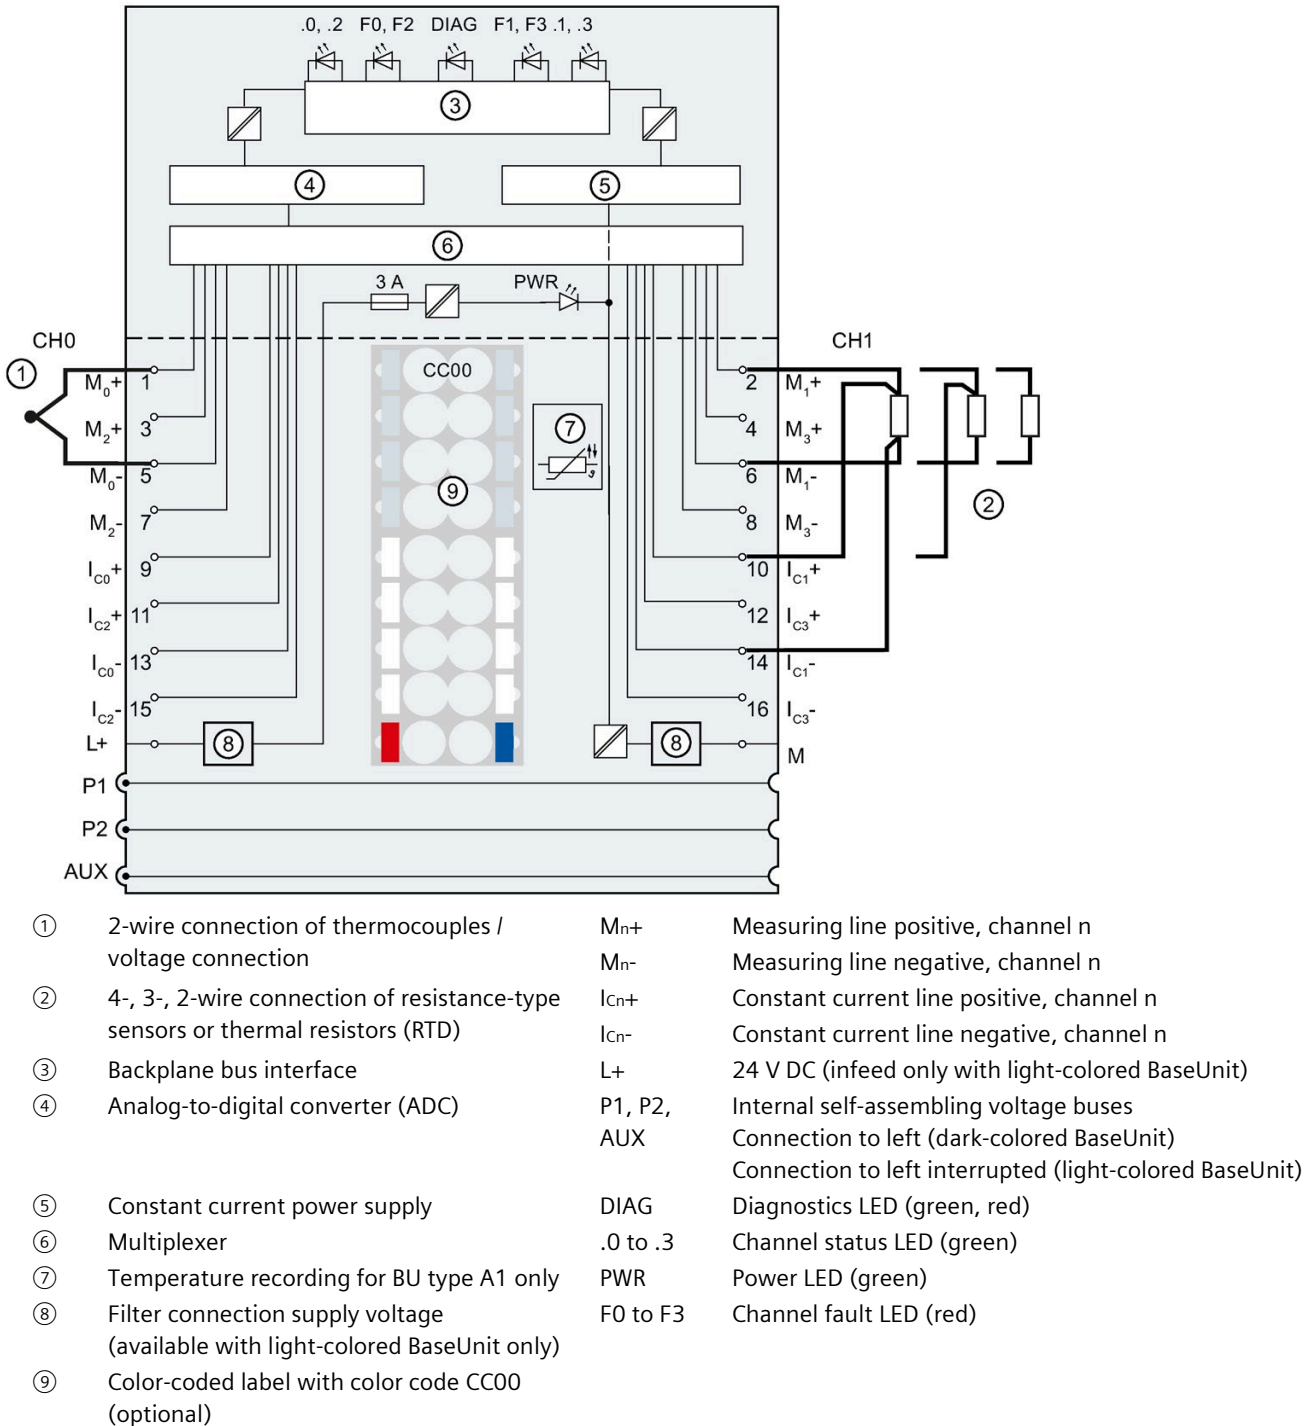 .0, .2 F0, F2 DIAG F1, F3 .1, .3
③
④ ⑤
⑥
3 A PWR
CH0 CH1
①
CC00
M0+ 1 2 M1+
M2+ 3 ⑦ 4 M3+
ϑ
M0- 5 ⑨ 6 M1-
②
M2- 7 8 M3-
IC0+ 9 10 IC1+
IC2+ 11 12 IC3+
IC0- 13 14 IC1-
IC2- 15 16 IC3-
L+ ⑧ ⑧ M
P1
P2
AUX
① 2-wire connection of thermocouples /
voltage connection
② 4-, 3-, 2-wire connection of resistance-type
sensors or thermal resistors (RTD)
③ Backplane bus interface
④ Analog-to-digital converter (ADC)
⑤ Constant current power supply
⑥ Multiplexer
⑦ Temperature recording for BU type A1 only
⑧ Filter connection supply voltage
(available with light-colored BaseUnit only)
⑨ Color-coded label with color code CC00
(optional)
Mn+ Measuring line positive, channel n
Mn- Measuring line negative, channel n
ICn+ Constant current line positive, channel n
ICn- Constant current line negative, channel n
L+ 24 V DC (infeed only with light-colored BaseUnit)
P1, P2, Internal self-assembling voltage buses
AUX Connection to left (dark-colored BaseUnit)
Connection to left interrupted (light-colored BaseUnit)
DIAG Diagnostics LED (green, red)
.0 to .3 Channel status LED (green)
PWR Power LED (green)
F0 to F3 Channel fault LED (red)